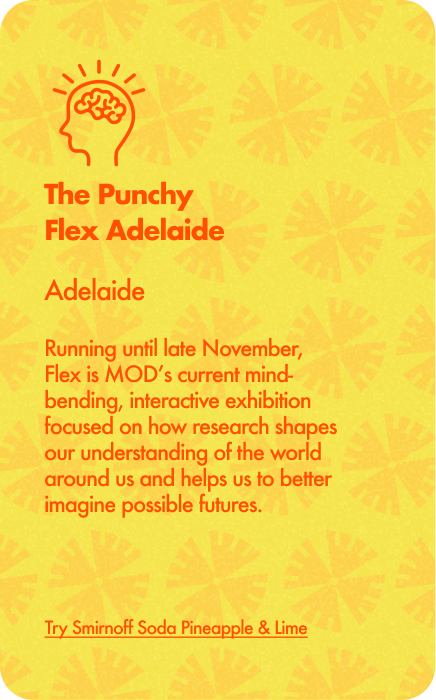 The Punchy
Flex Adelaide
Adelaide
Running until late November,
Flex is MOD’s current mind-
bending, interactive exhibition
focused on how research shapes
our understanding of the world
around us and helps us to better
imagine possible futures.
Try Smirnoff Soda Pineapple & Lime